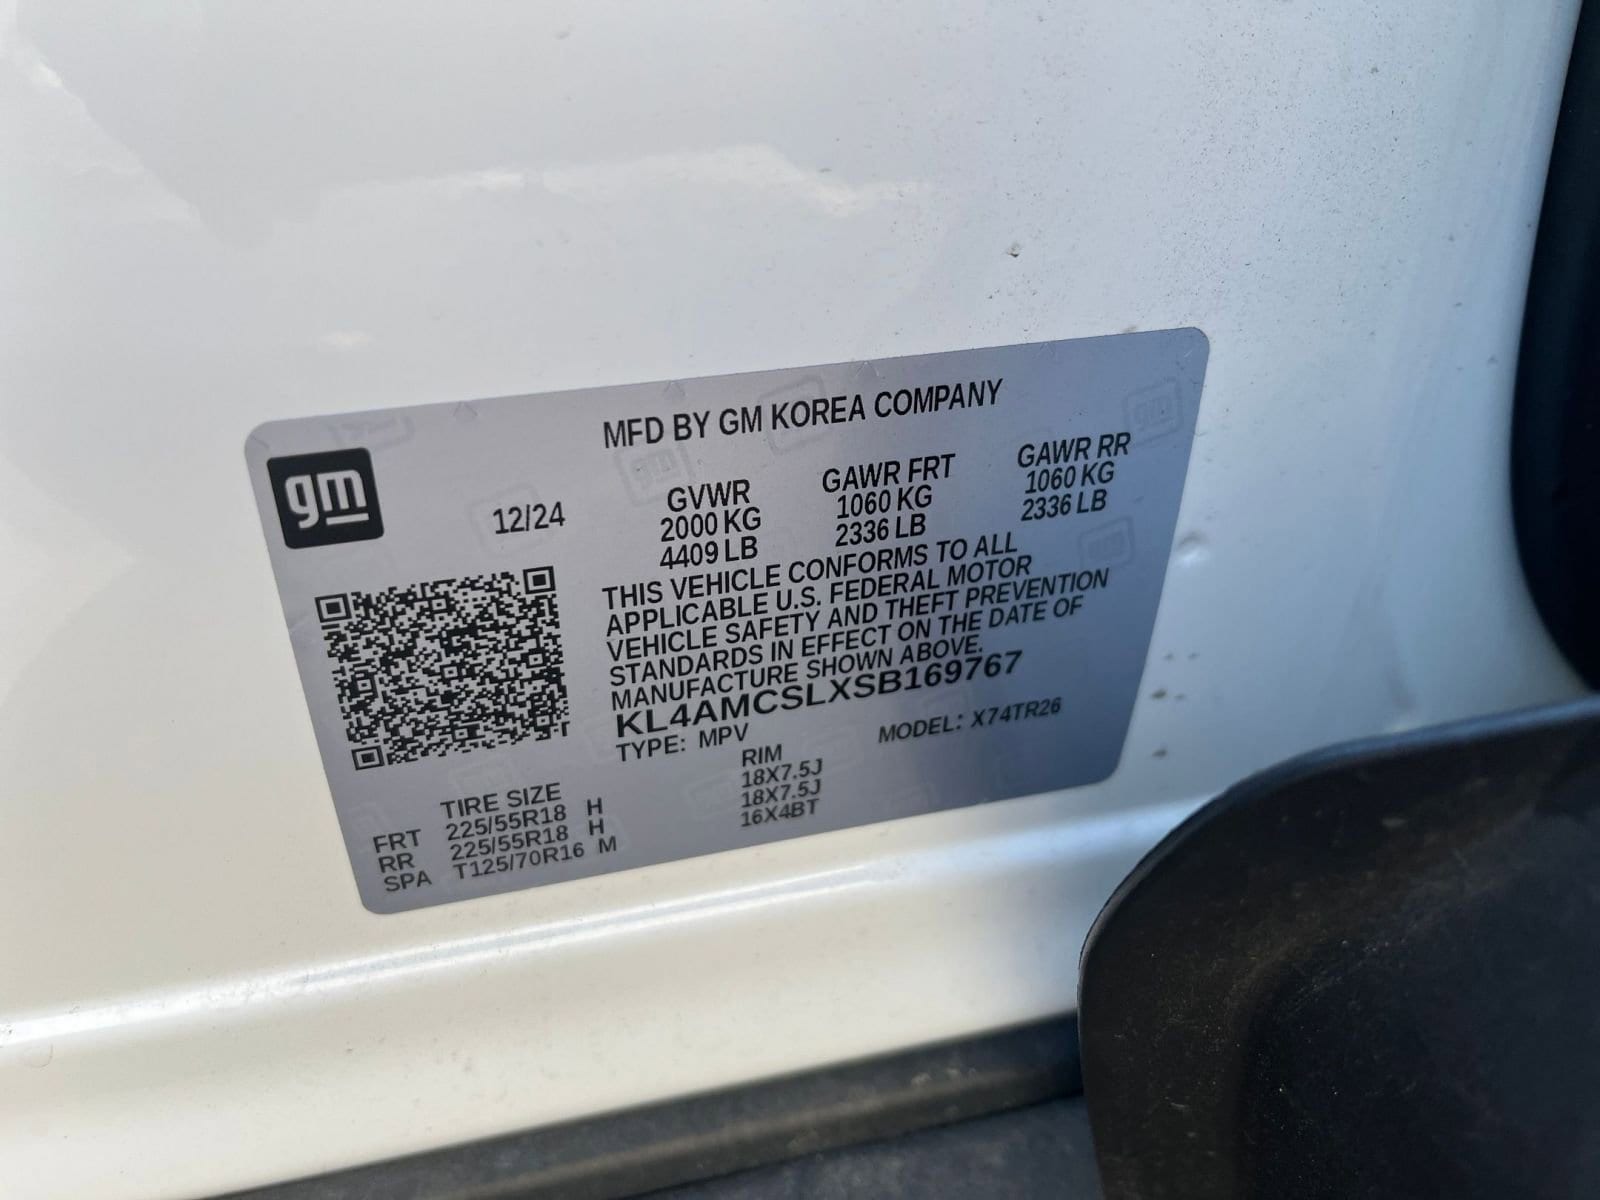 MFD BY GM KOREA COMPANY
gm
12/24
GVWR GAWR FRT GAWR RR
2000 KG 1060 KG 1060 KG
4409 LB 2336 LB 2336 LB
THIS VEHICLE CONFORMS TO ALL
APPLICABLE U.S. FEDERAL MOTOR
VEHICLE SAFETY AND THEFT PREVENTION
STANDARDS IN EFFECT ON THE DATE OF
MANUFACTURE SHOWN ABOVE.
KL4AMCSLXSB169767
TYPE: MPV MODEL: X74TR26
TIRE SIZE RIM
FRT 225/55R18 H 18X7.5J
RR 225/55R18 H 18X7.5J
SPA T125/70R16 M 16X4BT